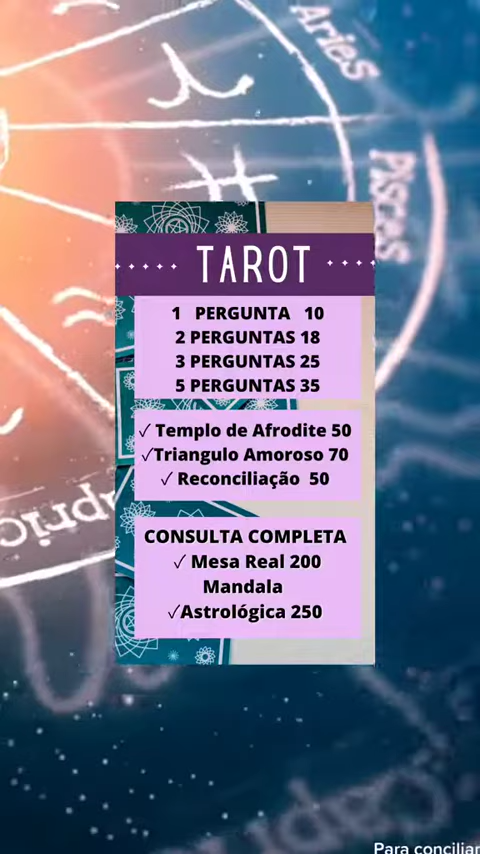 Aries
Pisces
TAROT
1 PERGUNTA 10
2 PERGUNTAS 18
3 PERGUNTAS 25
5 PERGUNTAS 35
✓ Templo de Afrodite 50
✓Triangulo Amoroso 70
✓ Reconciliação 50
CONSULTA COMPLETA
✓ Mesa Real 200
Mandala
✓Astrológica 250
Para conciliar